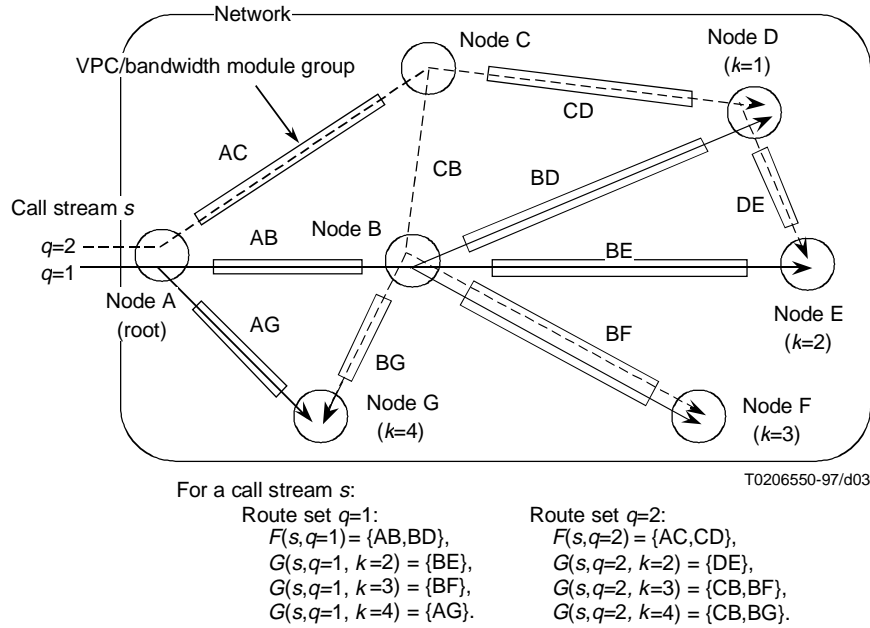 Network
Node C
Node D
(k=1)
VPC/bandwidth module group
CD
AC
CB
BD
DE
Call stream s
q=2
q=1
AB
Node B
BE
Node A
(root)
AG
BG
BF
Node E
(k=2)
Node G
(k=4)
Node F
(k=3)
T0206550-97/d03
For a call stream s:
Route set q=1:
F(s,q=1) = {AB,BD},
G(s,q=1, k=2) = {BE},
G(s,q=1, k=3) = {BF},
G(s,q=1, k=4) = {AG}.
Route set q=2:
F(s,q=2) = {AC,CD},
G(s,q=2, k=2) = {DE},
G(s,q=2, k=3) = {CB,BF},
G(s,q=2, k=4) = {CB,BG}.